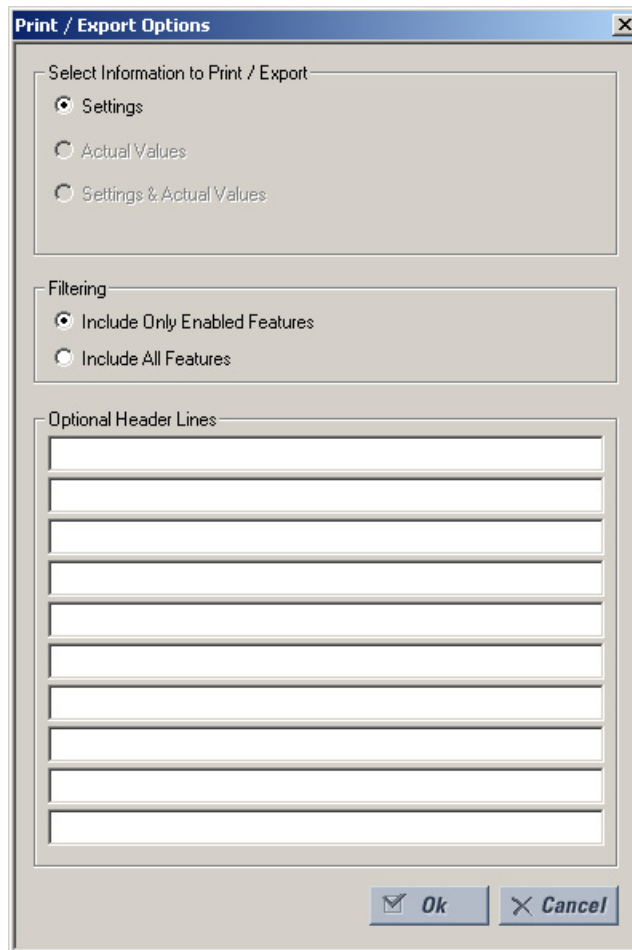 Print / Export Options
Select Information to Print / Export
Settings
Actual Values
Settings & Actual Values
Filtering
Include Only Enabled Features
Include All Features
Optional Header Lines
Ok
Cancel